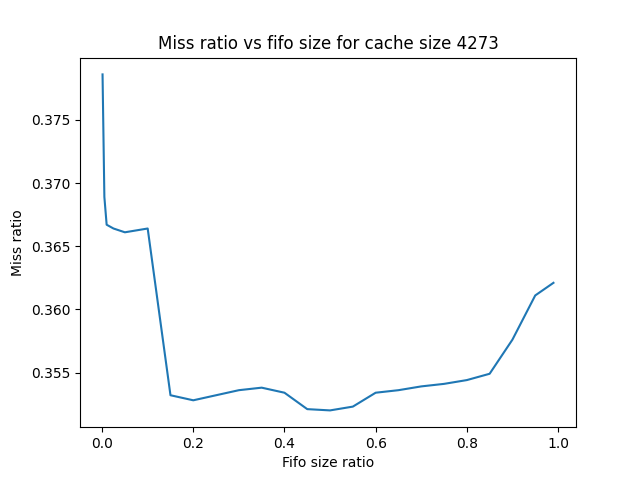 Miss ratio vs fifo size for cache size 4273
0.375
0.370
0.365
0.360
0.355
Miss ratio
0.0 0.2 0.4 0.6 0.8 1.0
Fifo size ratio